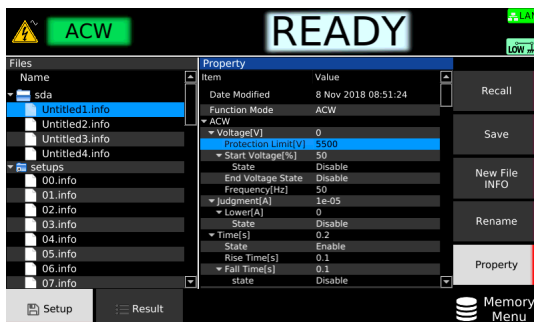 ACW
READY
LAN
LOW
Files
Name
sda
Untitled1.info
Untitled2.info
Untitled3.info
Untitled4.info
setups
00.info
01.info
02.info
03.info
04.info
05.info
06.info
07.info
Property
Item Value
Date Modified 8 Nov 2018 08:51:24
Function Mode ACW
ACW
Voltage[V] 0
Protection Limit[V] 5500
Start Voltage[%] 50
State Disable
End Voltage State Disable
Frequency[Hz] 50
Judgment[A] 1e-05
Lower[A] 0
State Disable
Time[s] 0.2
State Enable
Rise Time[s] 0.1
Fall Time[s] 0.1
state Disable
Recall
Save
New File
INFO
Rename
Property
Setup
Result
Memory
Menu